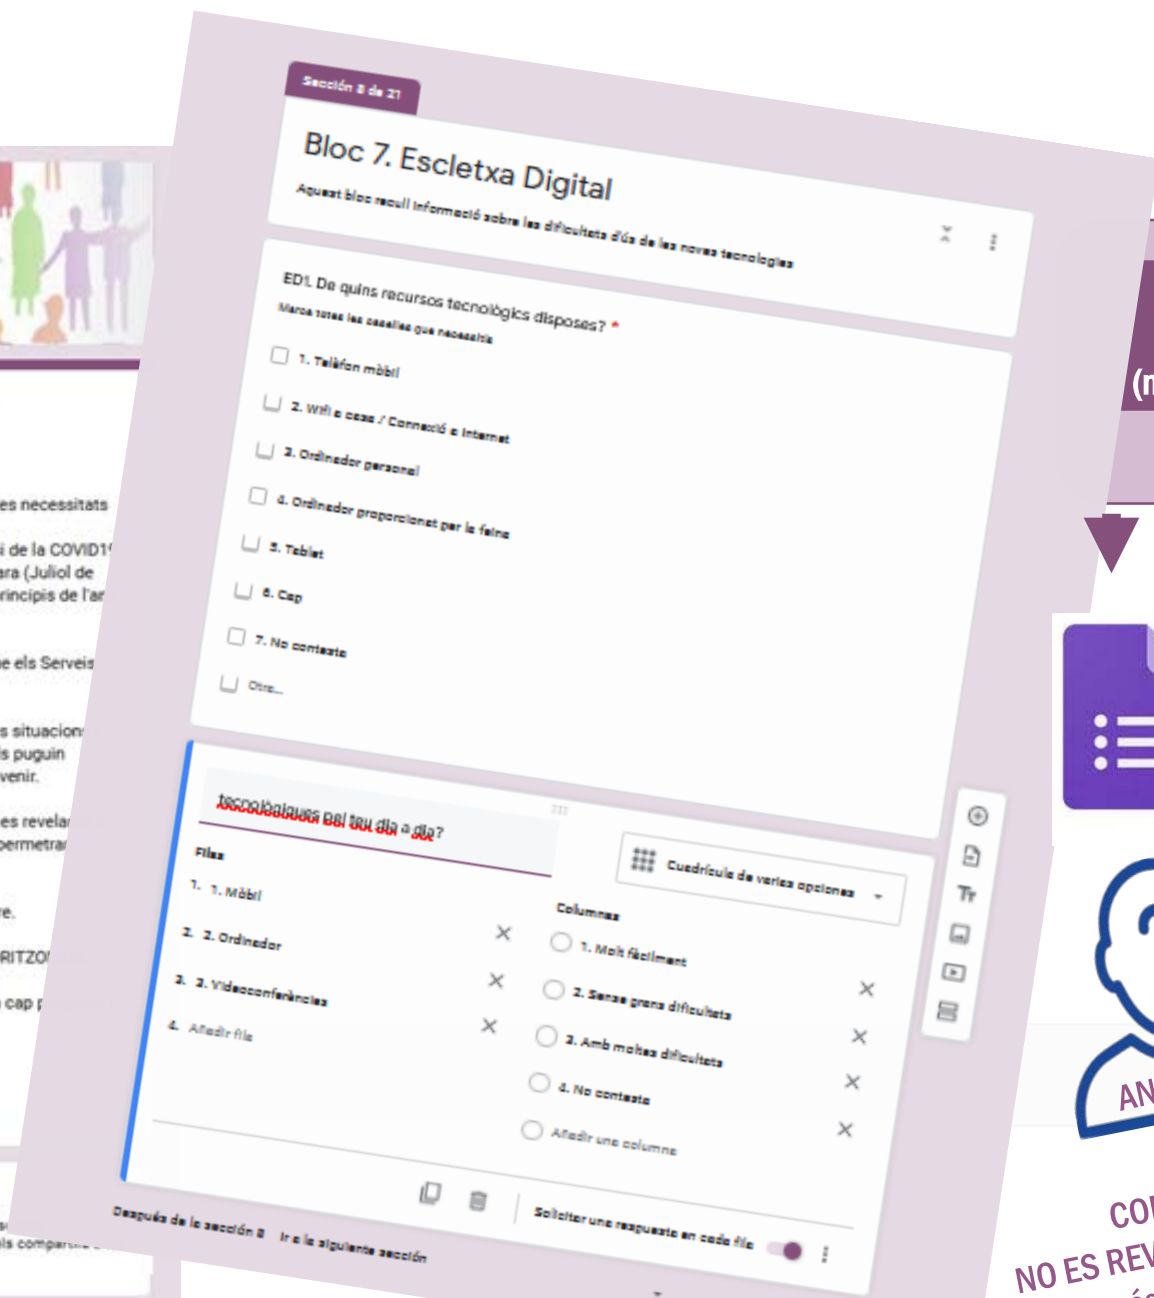 Sección 8 de 21
Bloc 7. Escletxa Digital
Aquest bloc recull informació sobre les dificultats d'ús de les noves tecnologies
ED1. De quins recursos tecnològics disposes? *
Marca totes les caselles que necessitis
1. Telèfon mòbil
2. Wifi a casa / Connexió a Internet
3. Ordinador personal
4. Ordinador proporcionat per la feina
5. Tablet
6. Cap
7. No contesta
Otra...
tecnològiques pel teu dia a dia?
Cuadrícula de varias opciones
Filas
1. 1. Mòbil
2. 2. Ordinador
3. 3. Videoconferències
4. Añadir fila
Columnas
1. Molt fàcilment
2. Sense grans dificultats
3. Amb moltes dificultats
4. No contesta
Añadir una columna
Solicitar una respuesta en cada fila
Después de la sección 8 Ir a la siguiente sección
es necessitats
i de la COVID19
ara (Juliol de
rincipis de l'an
e els Serveis
s situacion
s puguin
venir.
es revela
permetra
re.
RITZO
cap p
(n
AN
NO ES REV